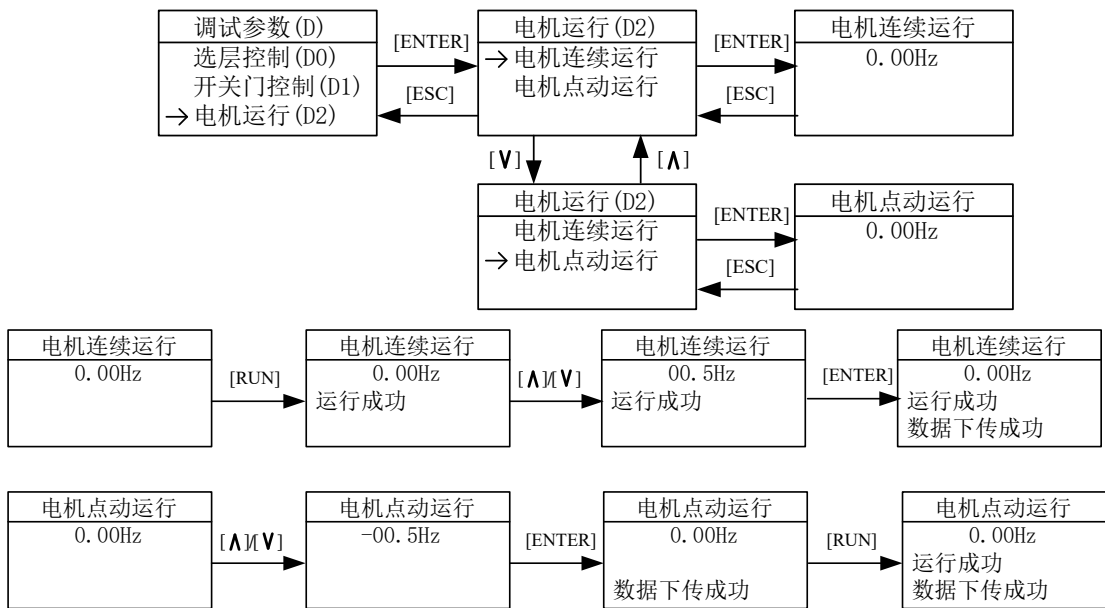 调试参数(D)
选层控制(D0)
开关门控制(D1)
→电机运行(D2)
[ENTER]
[ESC]
电机运行(D2)
→电机连续运行
电机点动运行
[ENTER]
[ESC]
电机连续运行
0.00Hz
[∨]
[∧]
电机运行(D2)
电机连续运行
→电机点动运行
[ENTER]
[ESC]
电机点动运行
0.00Hz
电机连续运行
0.00Hz
[RUN]
电机连续运行
0.00Hz
运行成功
[∧]/[∨]
电机连续运行
00.5Hz
运行成功
[ENTER]
电机连续运行
0.00Hz
运行成功
数据下传成功
电机点动运行
0.00Hz
[∧]/[∨]
电机点动运行
-00.5Hz
[ENTER]
电机点动运行
0.00Hz
数据下传成功
[RUN]
电机点动运行
0.00Hz
运行成功
数据下传成功